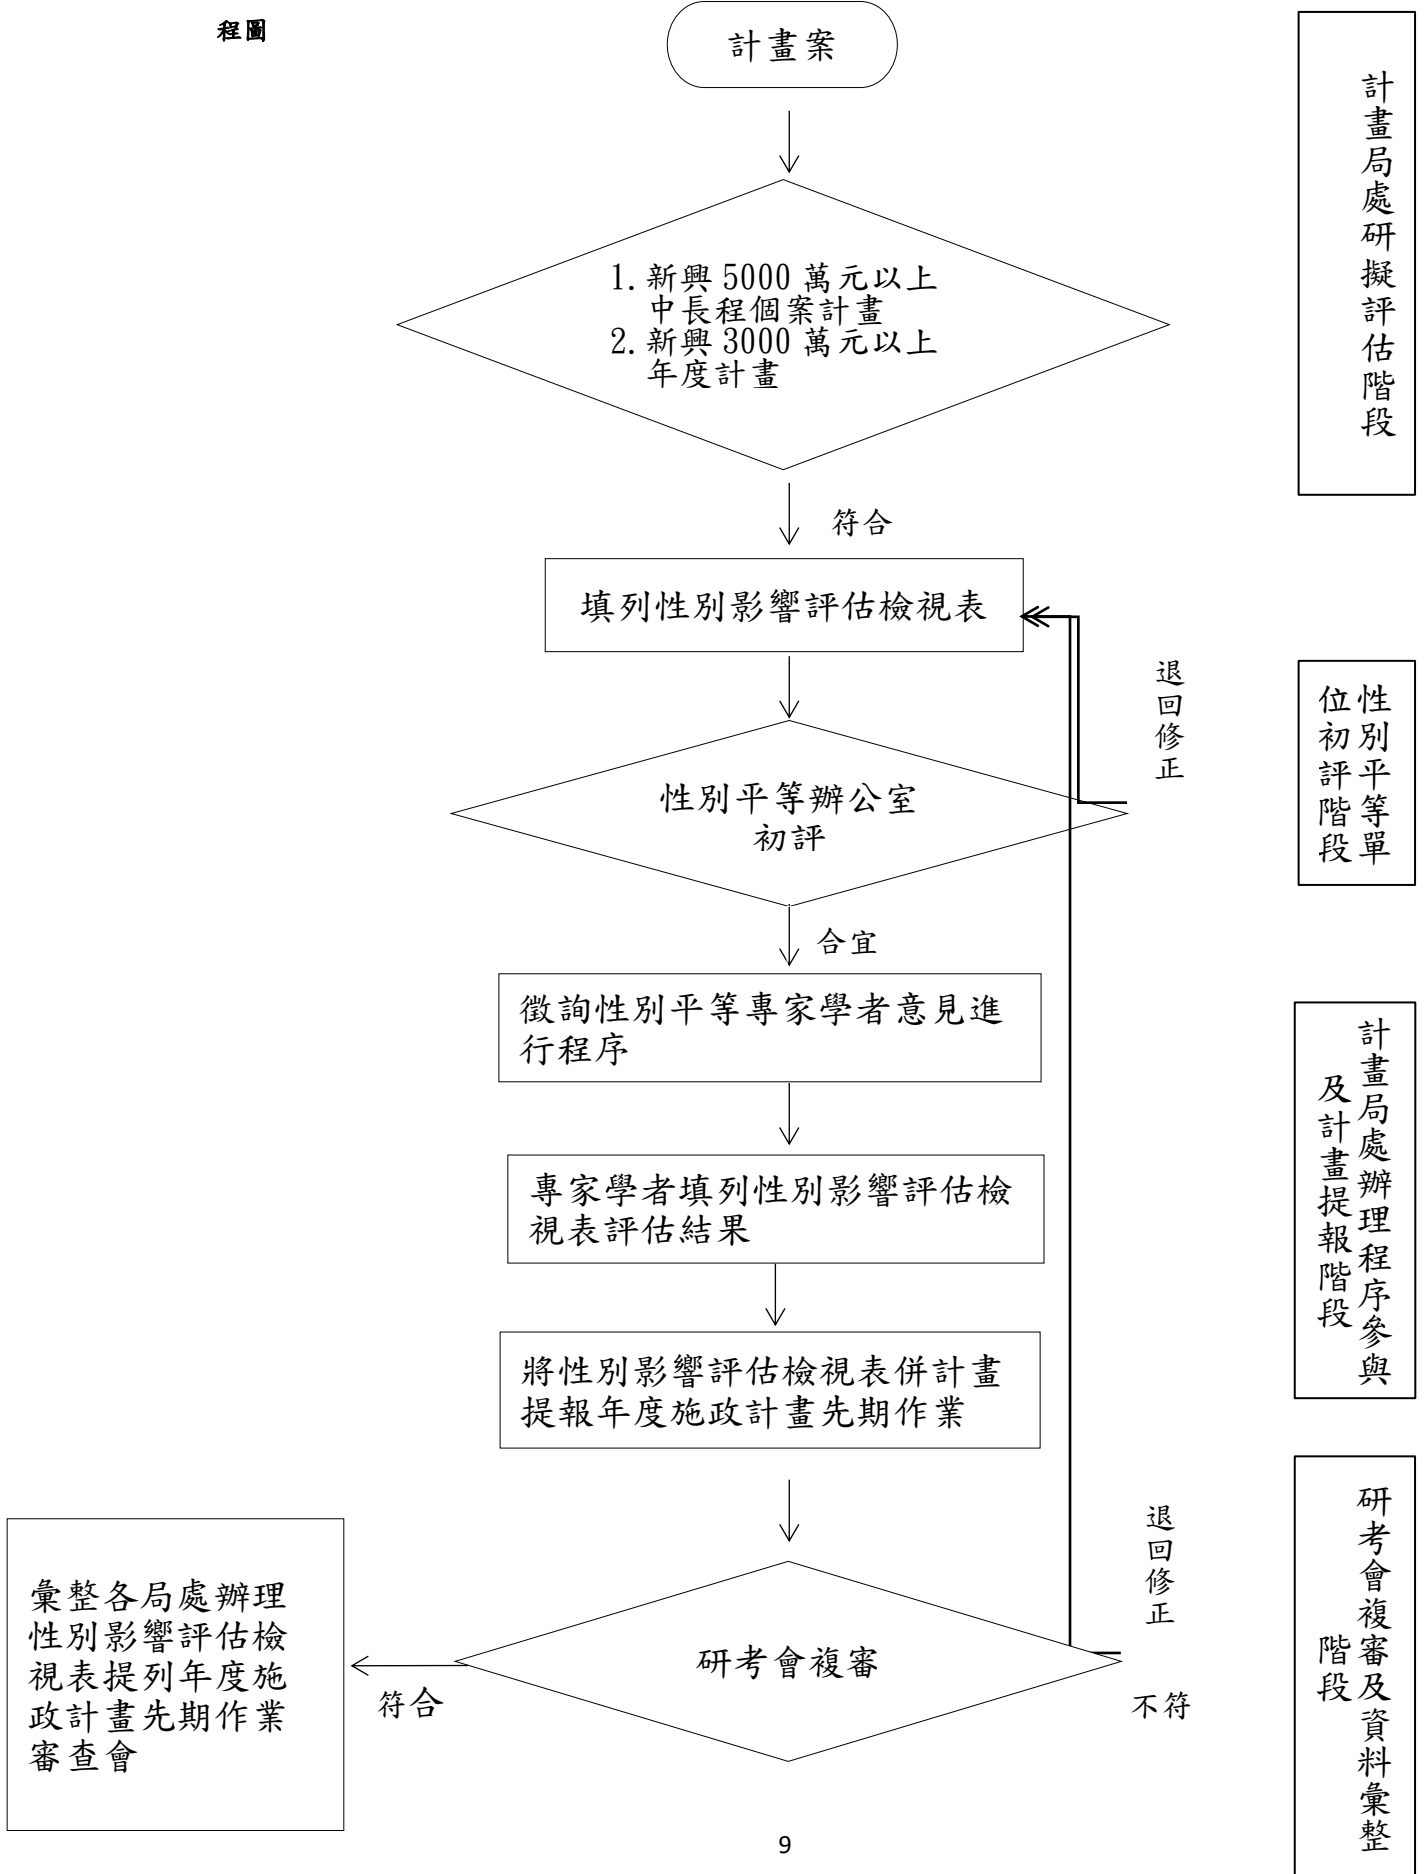 程圖
計畫案
1. 新興 5000 萬元以上
中長程個案計畫
2. 新興 3000 萬元以上
年度計畫
符合
填列性別影響評估檢視表
退回修正
性別平等辦公室
初評
合宜
徵詢性別平等專家學者意見進
行程序
專家學者填列性別影響評估檢
視表評估結果
將性別影響評估檢視表併計畫
提報年度施政計畫先期作業
退回修正
研考會複審
符合
不符
彙整各局處辦理
性別影響評估檢
視表提列年度施
政計畫先期作業
審查會
計畫局處研擬評估階段
性別平等單
位初評階段
計畫局處辦理程序參與
及計畫提報階段
研考會複審及資料彙整
階段
9